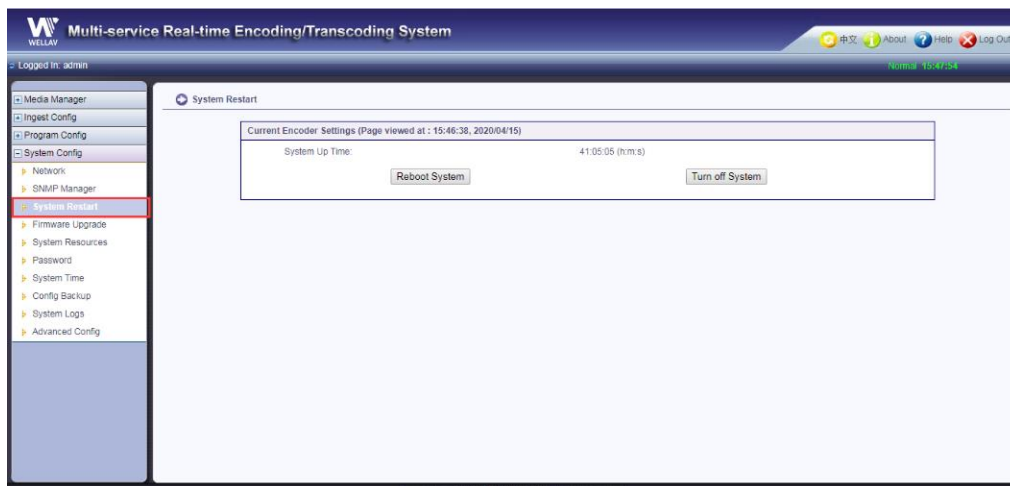 WELLAV Multi-service Real-time Encoding/Transcoding System
中文 About Help Log Out
Logged in: admin
Normal 15:47:54
Media Manager
Ingest Config
Program Config
System Config
Network
SNMP Manager
System Restart
Firmware Upgrade
System Resources
Password
System Time
Config Backup
System Logs
Advanced Config
System Restart
Current Encoder Settings (Page viewed at : 15:46:38, 2020/04/15)
System Up Time: 41:05:05 (h:m:s)
Reboot System Turn off System